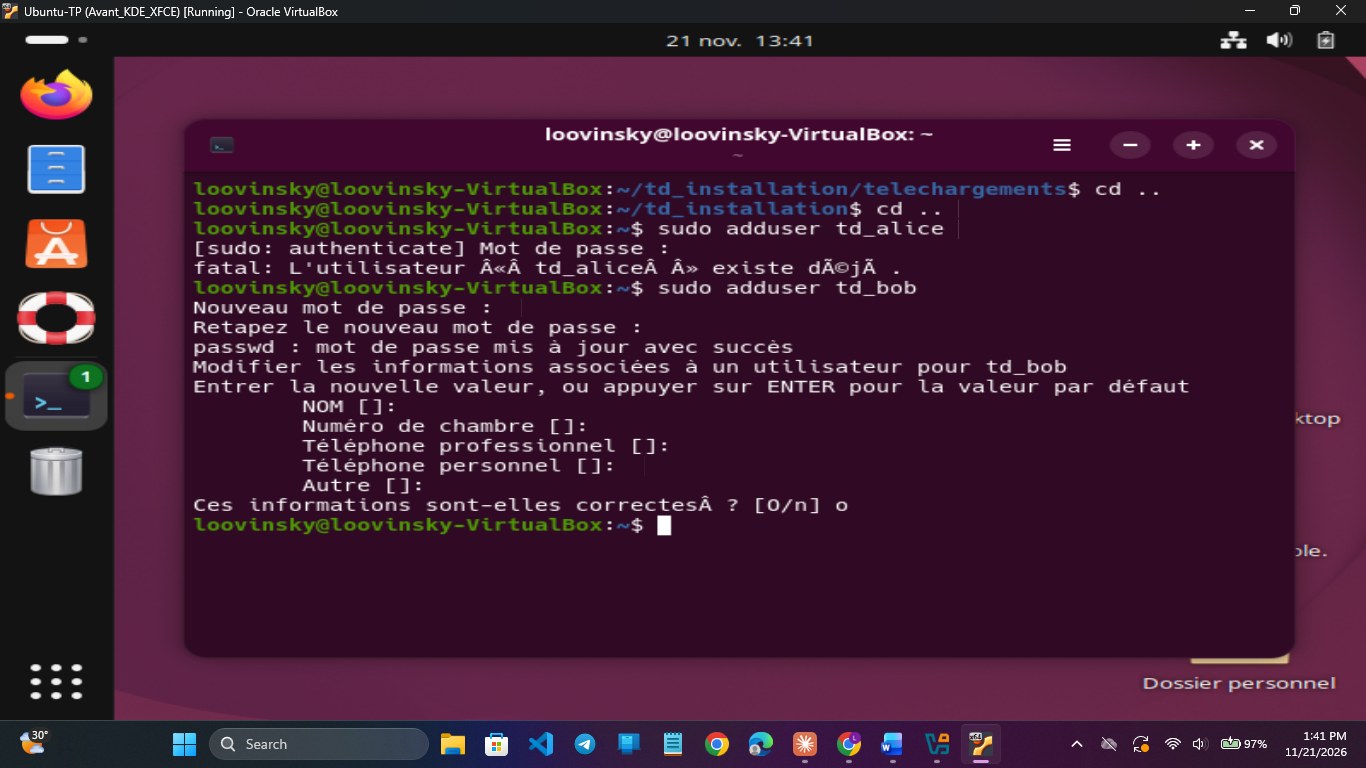 Ubuntu-TP (Avant_KDE_XFCE) [Running] - Oracle VirtualBox
21 nov. 13:41
loovinsky@loovinsky-VirtualBox: ~
~
loovinsky@loovinsky-VirtualBox:~/td_installation/telechargements$ cd ..
loovinsky@loovinsky-VirtualBox:~/td_installation$ cd ..
loovinsky@loovinsky-VirtualBox:~$ sudo adduser td_alice
[sudo: authenticate] Mot de passe :
fatal: L'utilisateur Â«Â td_aliceÂ Â» existe dÃ©jÃ .
loovinsky@loovinsky-VirtualBox:~$ sudo adduser td_bob
Nouveau mot de passe :
Retapez le nouveau mot de passe :
passwd : mot de passe mis à jour avec succès
Modifier les informations associées à un utilisateur pour td_bob
Entrer la nouvelle valeur, ou appuyer sur ENTER pour la valeur par défaut
NOM []:
Numéro de chambre []:
Téléphone professionnel []:
Téléphone personnel []:
Autre []:
Ces informations sont-elles correctesÂ ? [O/n] o
loovinsky@loovinsky-VirtualBox:~$
1
>_
ktop
ple.
Dossier personnel
30°
Search
97%
1:41 PM
11/21/2026